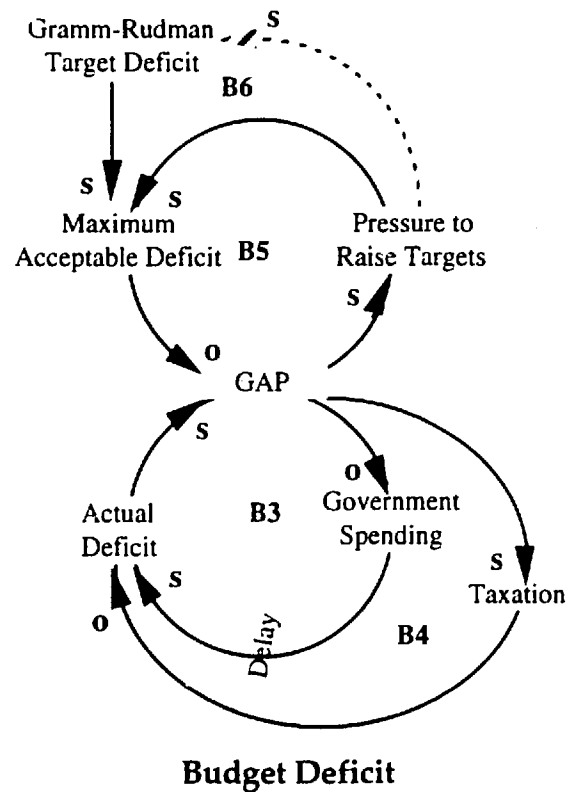 S
Gramm-Rudman
Target Deficit
B6
S
S
Maximum
Acceptable Deficit
B5
Pressure to
Raise Targets
S
O
GAP
S
O
Actual
Deficit
B3
Government
Spending
S
Taxation
S
O
Delay
B4
Budget Deficit